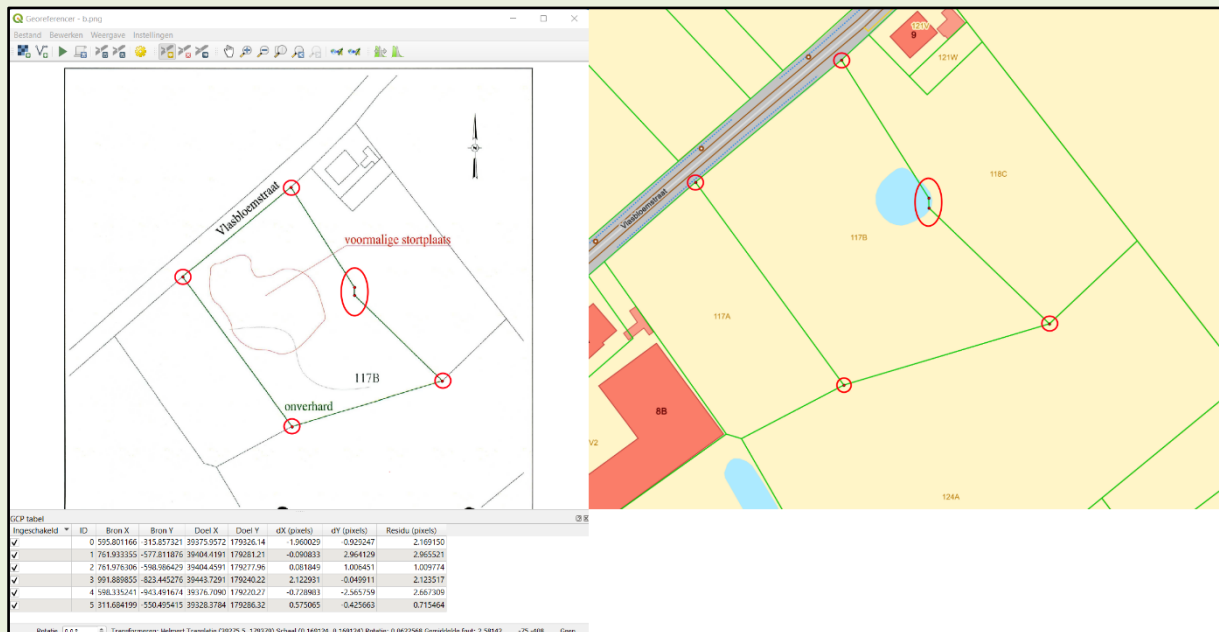 Georeferencer - b.png
Bestand Bewerken Weergave Instellingen
Vlasbloemstraat
voormalige stortplaats
117B
onverhard
GCP tabel
Ingeschakeld ID Bron X Bron Y Doel X Doel Y dX (pixels) dY (pixels) Residu (pixels)
0 595.801166 -315.857321 39375.9572 179326.14 -1.960029 -0.929247 2.169150
1 761.933355 -577.811876 39404.4191 179281.21 -0.090833 2.964129 2.965521
2 761.976306 -598.986429 39404.4591 179277.96 0.081849 1.006451 1.009774
3 991.889855 -823.445276 39443.7291 179240.22 2.122931 -0.049911 2.123517
4 598.335241 -943.491674 39376.7090 179220.27 -0.728983 -2.565759 2.667309
5 311.684199 -550.495415 39328.3784 179286.32 0.575065 -0.425663 0.715464
121V
9
121W
118C
Vlasbloemstraat
117B
117A
8B
V2
124A